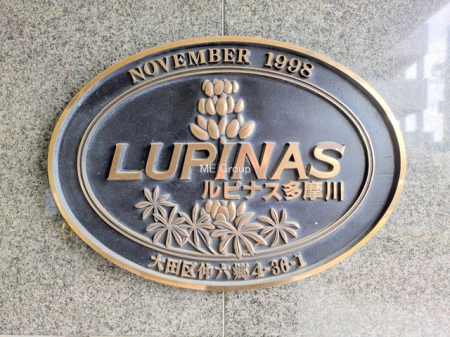 NOVEMBER 1998
LUPINAS
ME Group
ルピナス多摩川
大田区仲六郷4-36-1